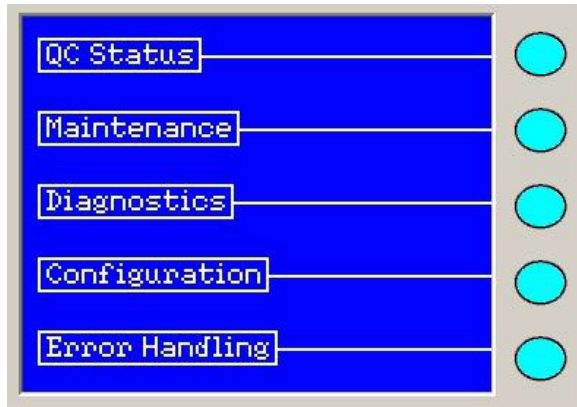 QC Status
Maintenance
Diagnostics
Configuration
Error Handling